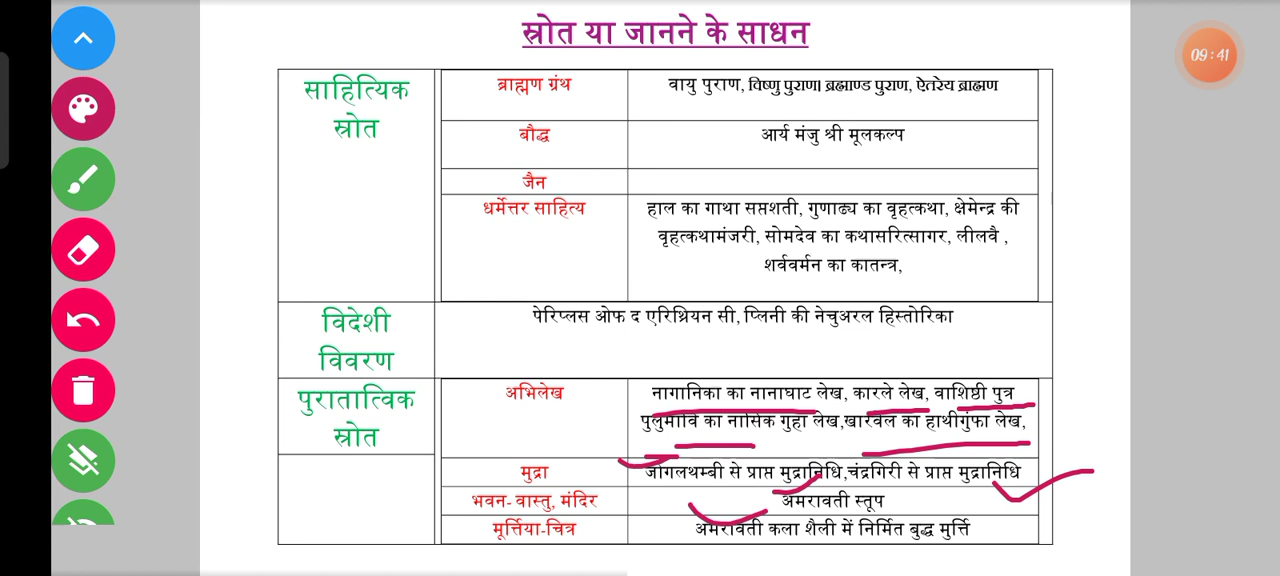 स्रोत या जानने के साधन
09:41
साहित्यिक स्रोत
ब्राह्मण ग्रंथ
वायु पुराण, विष्णु पुराण। ब्रह्माण्ड पुराण, ऐतरेय ब्राह्मण
बौद्ध
आर्य मंजु श्री मूलकल्प
जैन
धर्मेत्तर साहित्य
हाल का गाथा सप्तशती, गुणाढ्य का वृहत्कथा, क्षेमेन्द्र की
वृहत्कथामंजरी, सोमदेव का कथासरित्सागर, लीलवै ,
शर्ववर्मन का कातन्त्र,
विदेशी
विवरण
पेरिप्लस ओफ द एरिथ्रियन सी, प्लिनी की नेचुअरल हिस्तोरिका
पुरातात्विक
स्रोत
अभिलेख
नागानिका का नानाघाट लेख, कारले लेख, वाशिष्ठी पुत्र
पुलुमावि का नासिक गुहा लेख,खारवेल का हाथीगुंफा लेख,
मुद्रा
जोगलथम्बी से प्राप्त मुद्रानिधि,चंद्रगिरी से प्राप्त मुद्रानिधि
भवन- वास्तु, मंदिर
अमरावती स्तूप
मूर्त्तिया-चित्र
अमरावती कला शैली में निर्मित बुद्ध मुर्त्ति